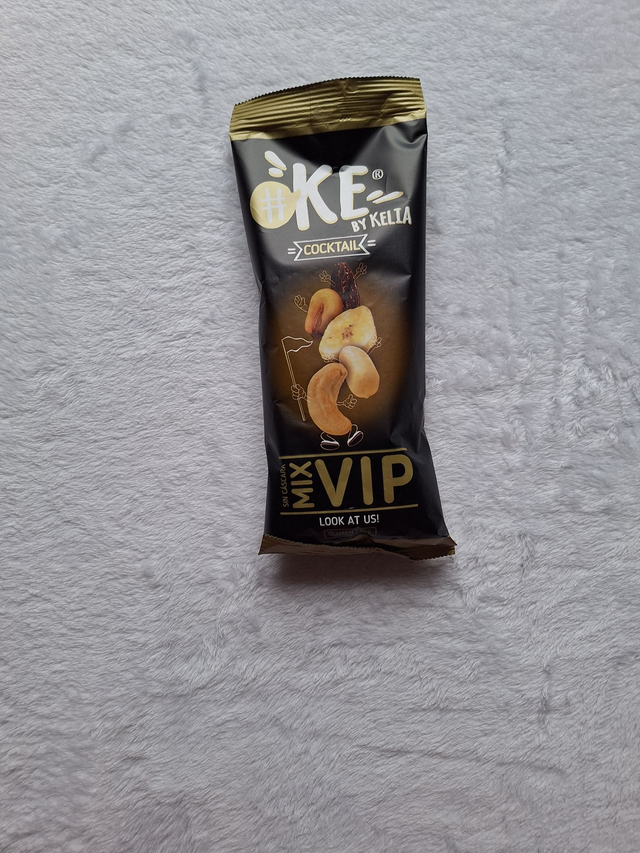 #KE®
BY KELIA
COCKTAIL
SIN CÁSCARA
MIX
VIP
LOOK AT US!